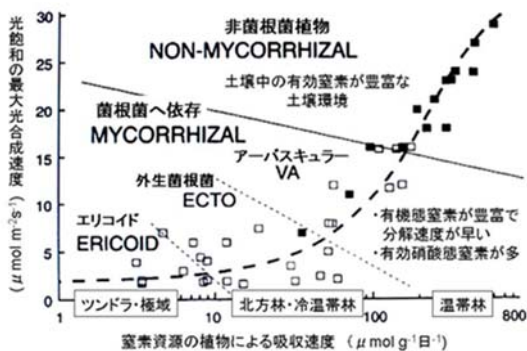 光飽和の最大光合成速度
(μmol m⁻²s⁻¹)
30
25
20
15
10
5
0
非菌根菌植物
NON-MYCORRHIZAL
土壌中の有効窒素が豊富な
土壌環境
菌根菌へ依存
MYCORRHIZAL
アーバスキュラー
VA
外生菌根菌
ECTO
エリコイド
ERICOID
・有機態窒素が豊富で
分解速度が早い
・有効硝酸態窒素が多
ツンドラ・極域
北方林・冷温帯林
温帯林
1
10
100
800
窒素資源の植物による吸収速度 (μmol g⁻¹日⁻¹)